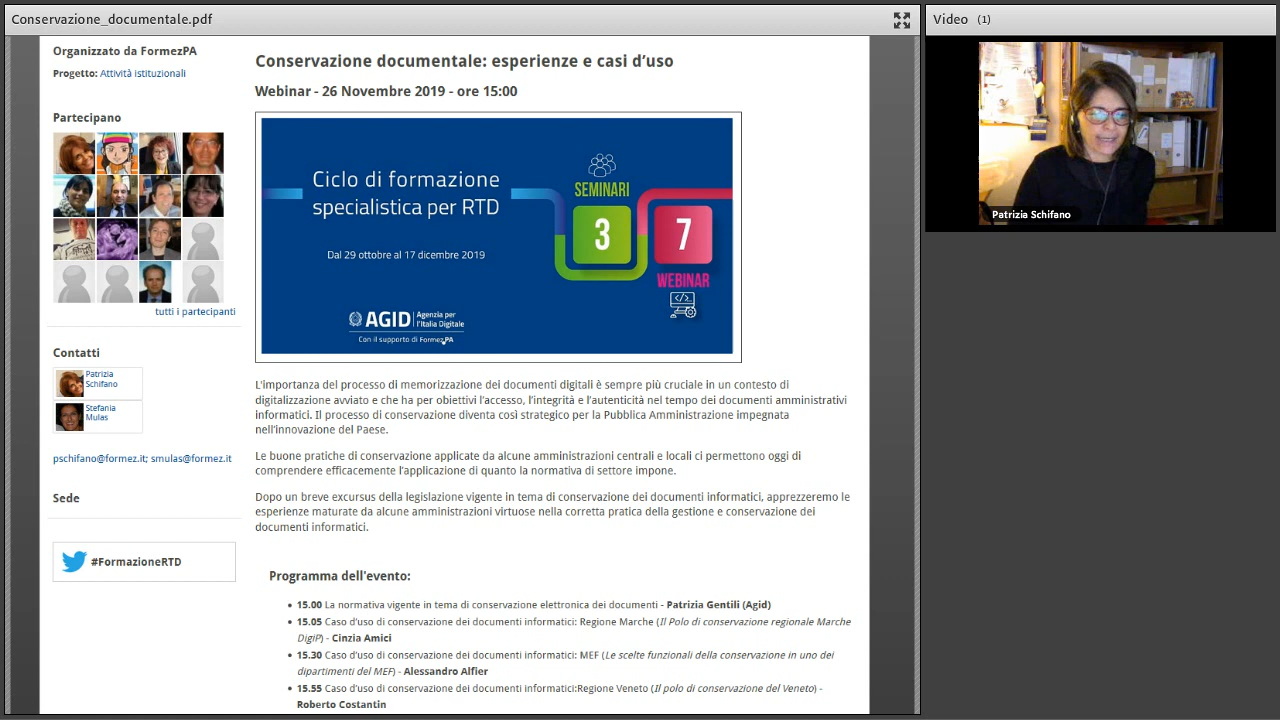 Conservazione_documentale.pdf
Video (1)
Organizzato da FormezPA
Progetto: Attività istituzionali
Partecipano
tutti i partecipanti
Contatti
Patrizia
Schifano
Stefania
Mulas
pschifano@formez.it; smulas@formez.it
Sede
#FormazioneRTD
Conservazione documentale: esperienze e casi d’uso
Webinar - 26 Novembre 2019 - ore 15:00
Ciclo di formazione
specialistica per RTD
Dal 29 ottobre al 17 dicembre 2019
SEMINARI
3
7
WEBINAR
AGID
Agenzia per
l'Italia Digitale
Con il supporto di FormezPA
L'importanza del processo di memorizzazione dei documenti digitali è sempre più cruciale in un contesto di
digitalizzazione avviato e che ha per obiettivi l’accesso, l’integrità e l’autenticità nel tempo dei documenti amministrativi
informatici. Il processo di conservazione diventa così strategico per la Pubblica Amministrazione impegnata
nell’innovazione del Paese.
Le buone pratiche di conservazione applicate da alcune amministrazioni centrali e locali ci permettono oggi di
comprendere efficacemente l’applicazione di quanto la normativa di settore impone.
Dopo un breve excursus della legislazione vigente in tema di conservazione dei documenti informatici, apprezzeremo le
esperienze maturate da alcune amministrazioni virtuose nella corretta pratica della gestione e conservazione dei
documenti informatici.
Programma dell'evento:
• 15.00 La normativa vigente in tema di conservazione elettronica dei documenti - Patrizia Gentili (Agid)
• 15.05 Caso d’uso di conservazione dei documenti informatici: Regione Marche (Il Polo di conservazione regionale Marche
DigiP) - Cinzia Amici
• 15.30 Caso d’uso di conservazione dei documenti informatici: MEF (Le scelte funzionali della conservazione in uno dei
dipartimenti del MEF) - Alessandro Alfier
• 15.55 Caso d’uso di conservazione dei documenti informatici:Regione Veneto (Il polo di conservazione del Veneto) -
Roberto Costantin
Patrizia Schifano